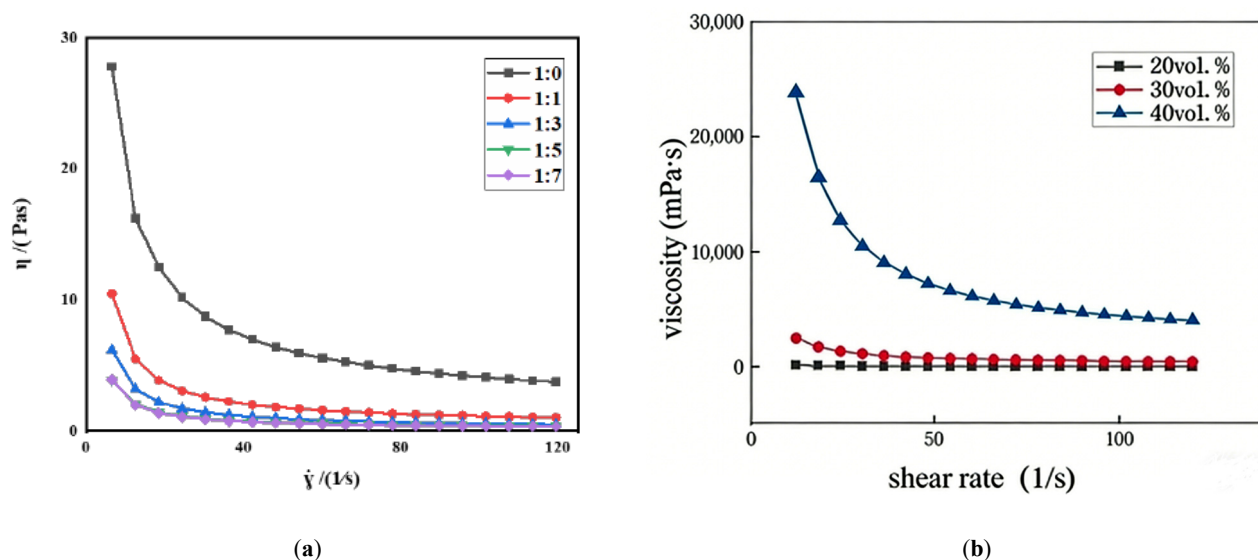 30
20
10
0
0
40
80
120
η /( Pas)
γ̇ /(1/s)
1:0
1:1
1:3
1:5
1:7
(a)
30,000
20,000
10,000
0
0
50
100
viscosity (mPa·s)
shear rate (1/s)
20vol. %
30vol. %
40vol. %
(b)